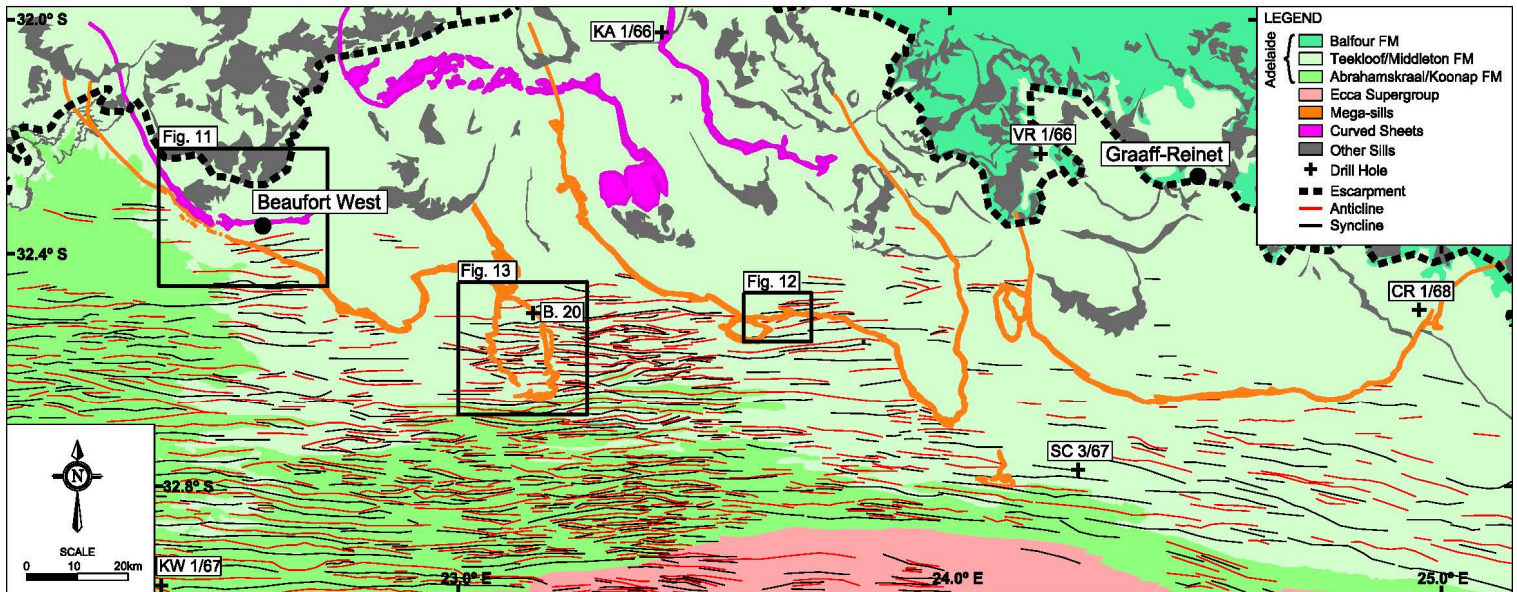 32.0° S
KA 1/66
Fig. 11
Beaufort West
VR 1/66
Graaff-Reinet
32.4° S
Fig. 13
B. 20
Fig. 12
CR 1/68
SC 3/67
32.8° S
N
SCALE
0 10 20km
KW 1/67
23.0° E
24.0° E
25.0° E
LEGEND
Adelaide
Balfour FM
Teekloof/Middleton FM
Abrahamskraal/Koonap FM
Ecca Supergroup
Mega-sills
Curved Sheets
Other Sills
Drill Hole
Escarpment
Anticline
Syncline